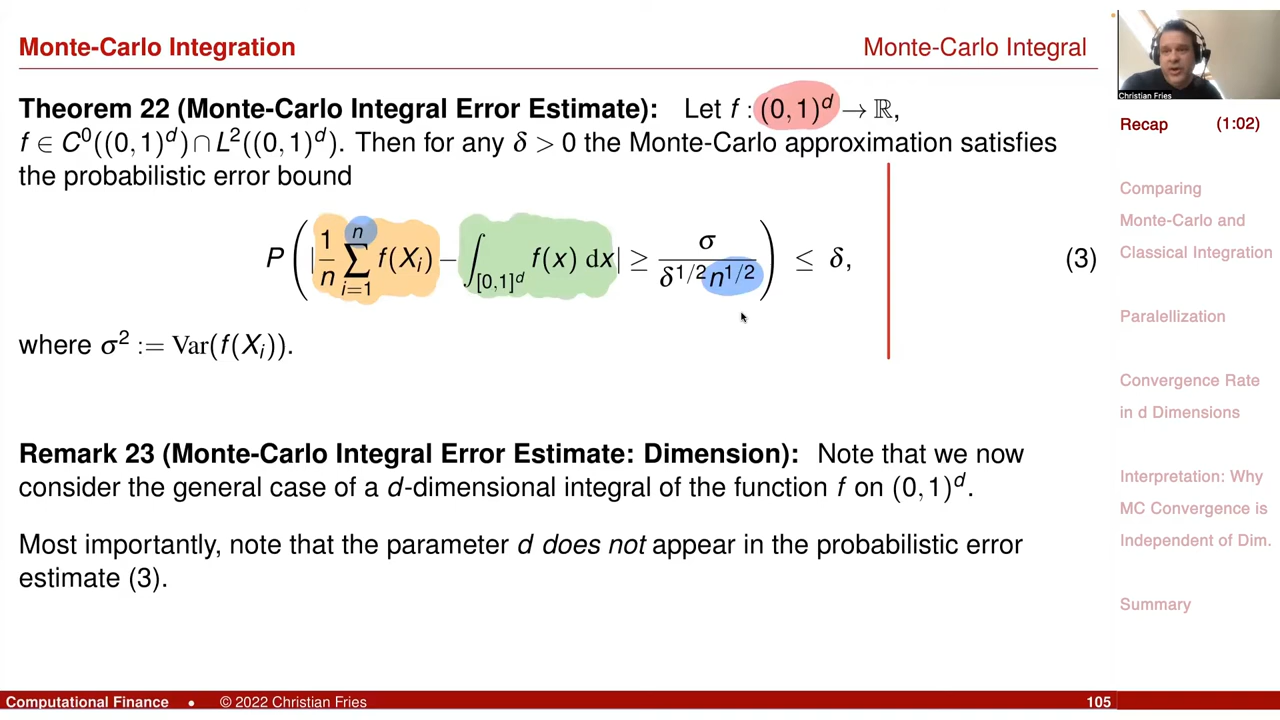 Monte-Carlo Integration
Monte-Carlo Integral
Theorem 22 (Monte-Carlo Integral Error Estimate): Let f : (0, 1)^d → ℝ,
f ∈ C⁰((0, 1)^d) ∩ L²((0, 1)^d). Then for any δ > 0 the Monte-Carlo approximation satisfies
the probabilistic error bound
P ( | 1/n ∑_{i=1}^{n} f(X_i) − ∫_{[0,1]^d} f(x) dx | ≥ σ / (δ^{1/2} n^{1/2}) ) ≤ δ, (3)
where σ² := Var(f(X_i)).
Remark 23 (Monte-Carlo Integral Error Estimate: Dimension): Note that we now
consider the general case of a d-dimensional integral of the function f on (0, 1)^d.
Most importantly, note that the parameter d does not appear in the probabilistic error
estimate (3).
Christian Fries
Recap (1:02)
Comparing
Monte-Carlo and
Classical Integration
Paralellization
Convergence Rate
in d Dimensions
Interpretation: Why
MC Convergence is
Independent of Dim.
Summary
Computational Finance • © 2022 Christian Fries 105